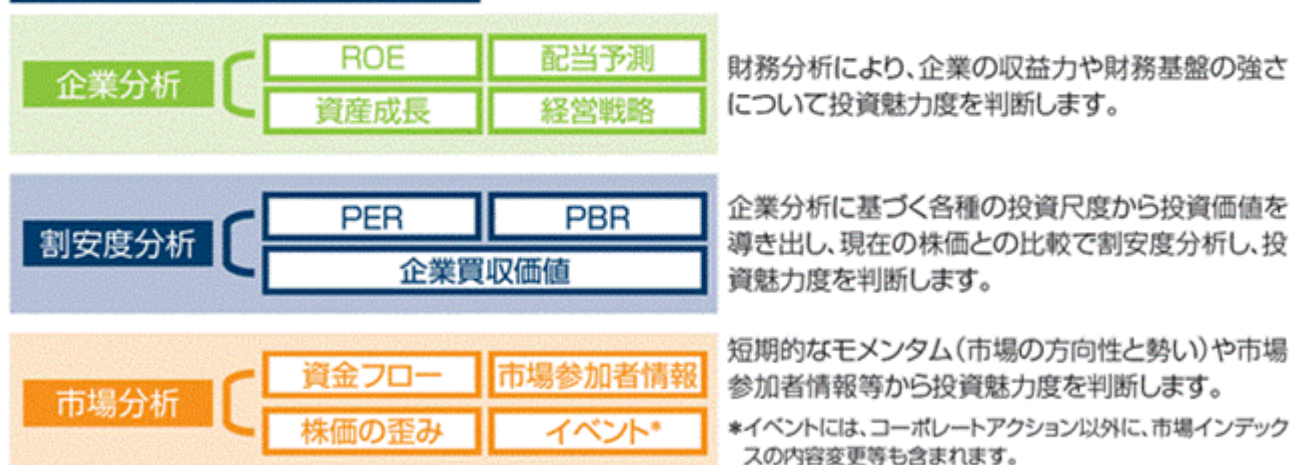 企業分析
ROE
配当予測
資産成長
経営戦略
財務分析により、企業の収益力や財務基盤の強さ
について投資魅力度を判断します。
割安度分析
PER
PBR
企業買収価値
企業分析に基づく各種の投資尺度から投資価値を
導き出し、現在の株価との比較で割安度分析し、投
資魅力度を判断します。
市場分析
資金フロー
市場参加者情報
株価の歪み
イベント*
短期的なモメンタム(市場の方向性と勢い)や市場
参加者情報等から投資魅力度を判断します。
*イベントには、コーポレートアクション以外に、市場インデック
スの内容変更等も含まれます。